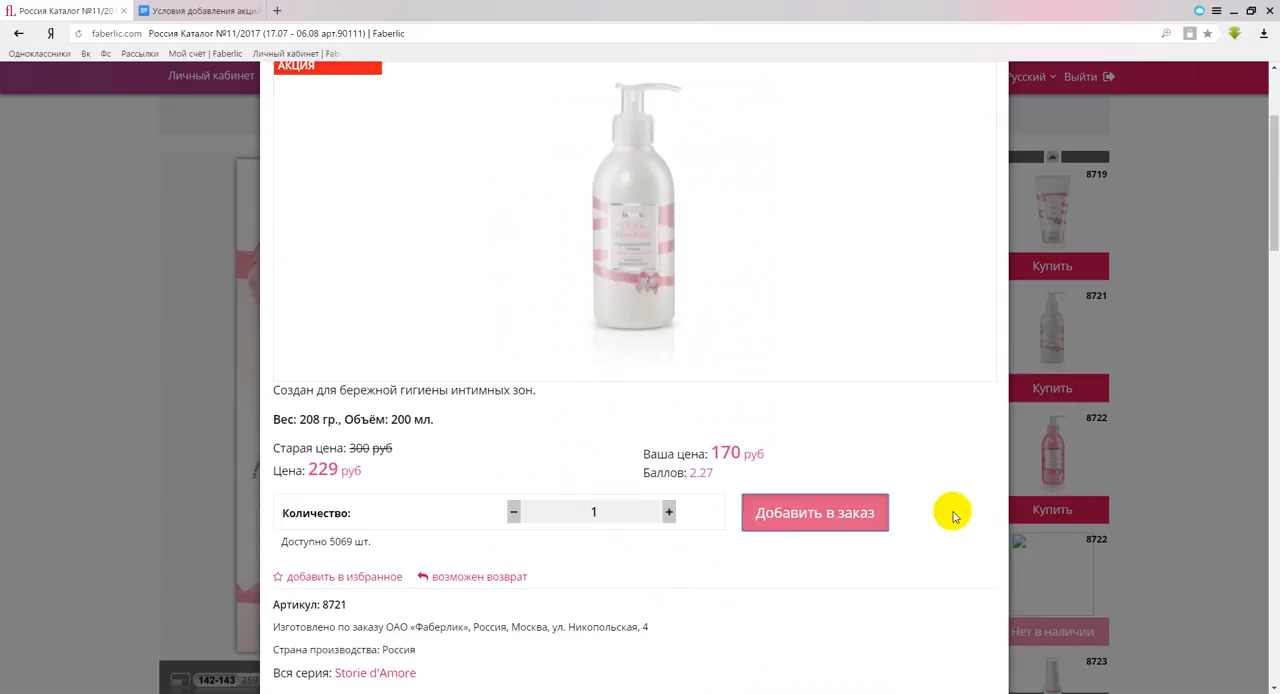 Россия Каталог №11/201
Условия добавления акций
faberlic.com
Россия Каталог №11/2017 (17.07 - 06.08 арт.90111) | Faberlic
Одноклассники
Вк
Фс
Рассылки
Мой счёт | Faberlic
Личный кабинет | Fab
Личный кабинет
Русский
Выйти
АКЦИЯ
8719
Купить
8721
Купить
8722
Купить
8722
Нет в наличии
8723
Создан для бережной гигиены интимных зон.
Вес: 208 гр., Объём: 200 мл.
Старая цена: 300 руб
Цена: 229 руб
Ваша цена: 170 руб
Баллов: 2.27
Количество:
− 1 +
Добавить в заказ
Доступно 5069 шт.
добавить в избранное
возможен возврат
Артикул: 8721
Изготовлено по заказу ОАО «Фаберлик», Россия, Москва, ул. Никольская, 4
Страна производства: Россия
Вся серия: Storie d'Amore
142-143